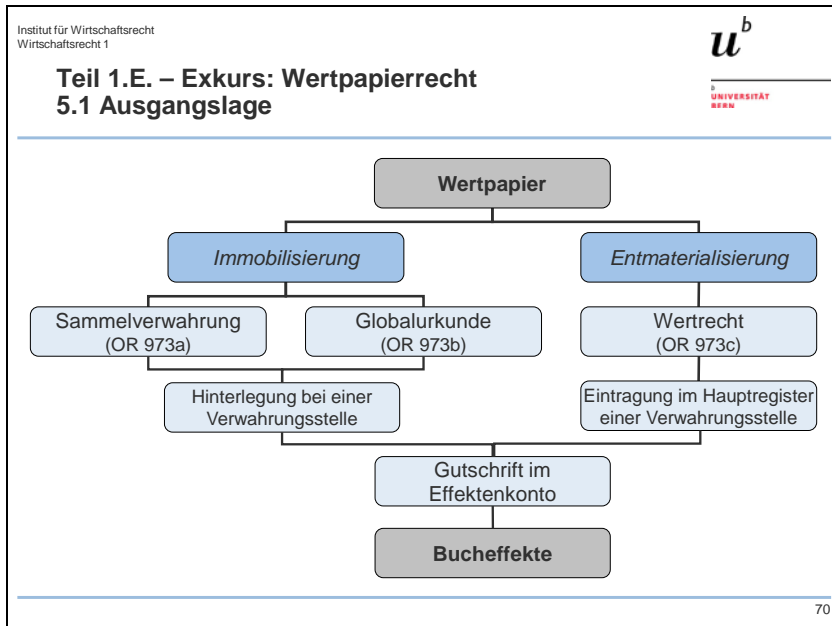 Institut für Wirtschaftsrecht
Wirtschaftsrecht 1
u^b
b
UNIVERSITÄT
BERN
Teil 1.E. – Exkurs: Wertpapierrecht
5.1 Ausgangslage
Wertpapier
Immobilisierung
Entmaterialisierung
Sammelverwahrung
(OR 973a)
Globalurkunde
(OR 973b)
Wertrecht
(OR 973c)
Hinterlegung bei einer
Verwahrungsstelle
Eintragung im Hauptregister
einer Verwahrungsstelle
Gutschrift im
Effektenkonto
Bucheffekte
70